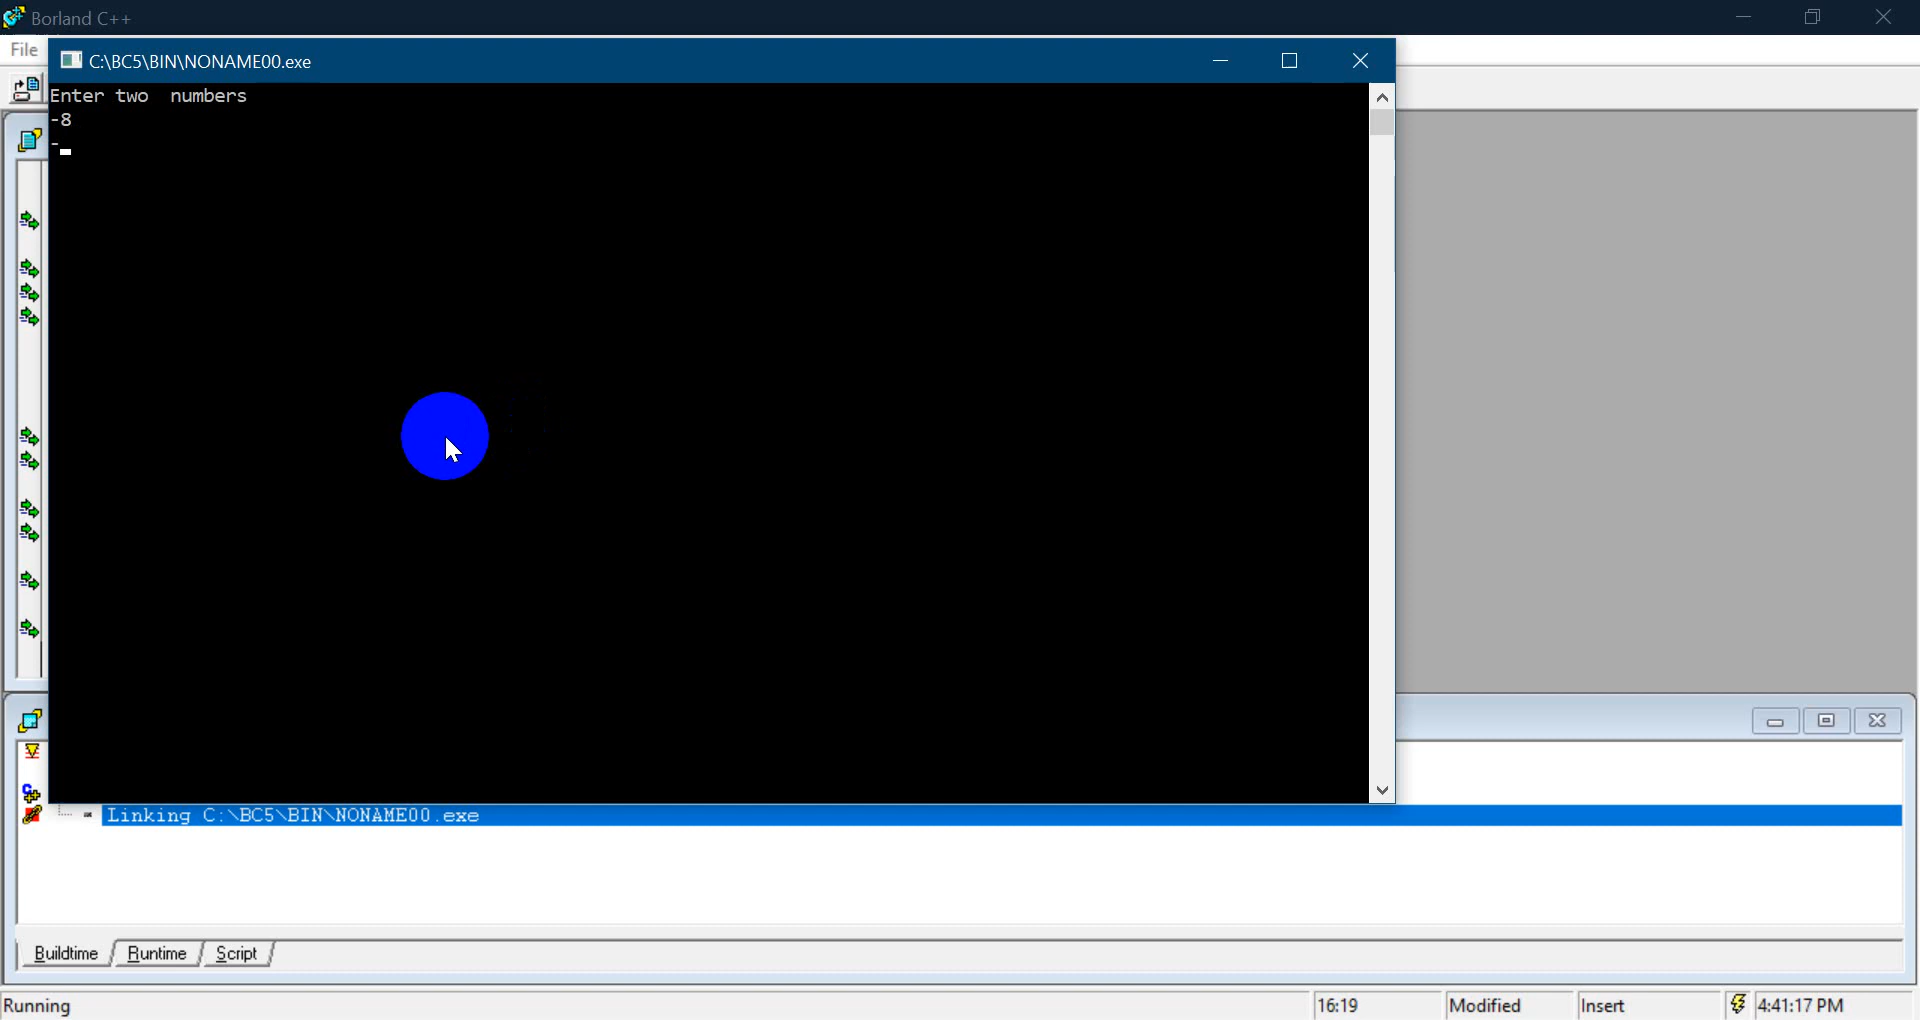 Borland C++
File
C:\BC5\BIN\NONAME00.exe
Enter two  numbers
-8
-
Linking C:\BC5\BIN\NONAME00.exe
Buildtime Runtime Script
Running 16:19 Modified Insert 4:41:17 PM